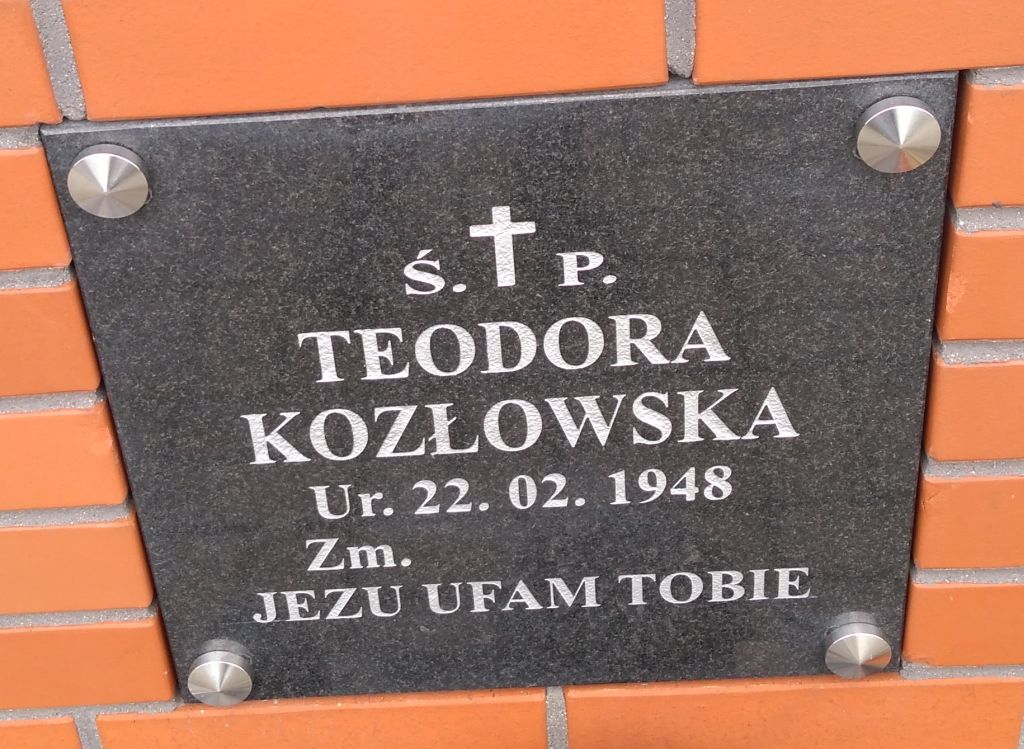 Ś. P.
TEODORA
KOZŁOWSKA
Ur. 22. 02. 1948
Zm.
JEZU UFAM TOBIE